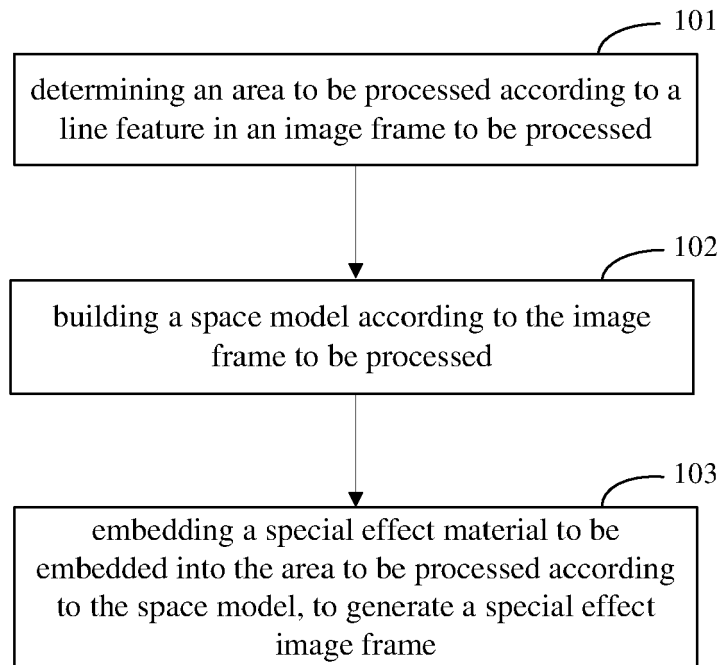 101
determining an area to be processed according to a
line feature in an image frame to be processed
102
building a space model according to the image
frame to be processed
103
embedding a special effect material to be
embedded into the area to be processed according
to the space model, to generate a special effect
image frame